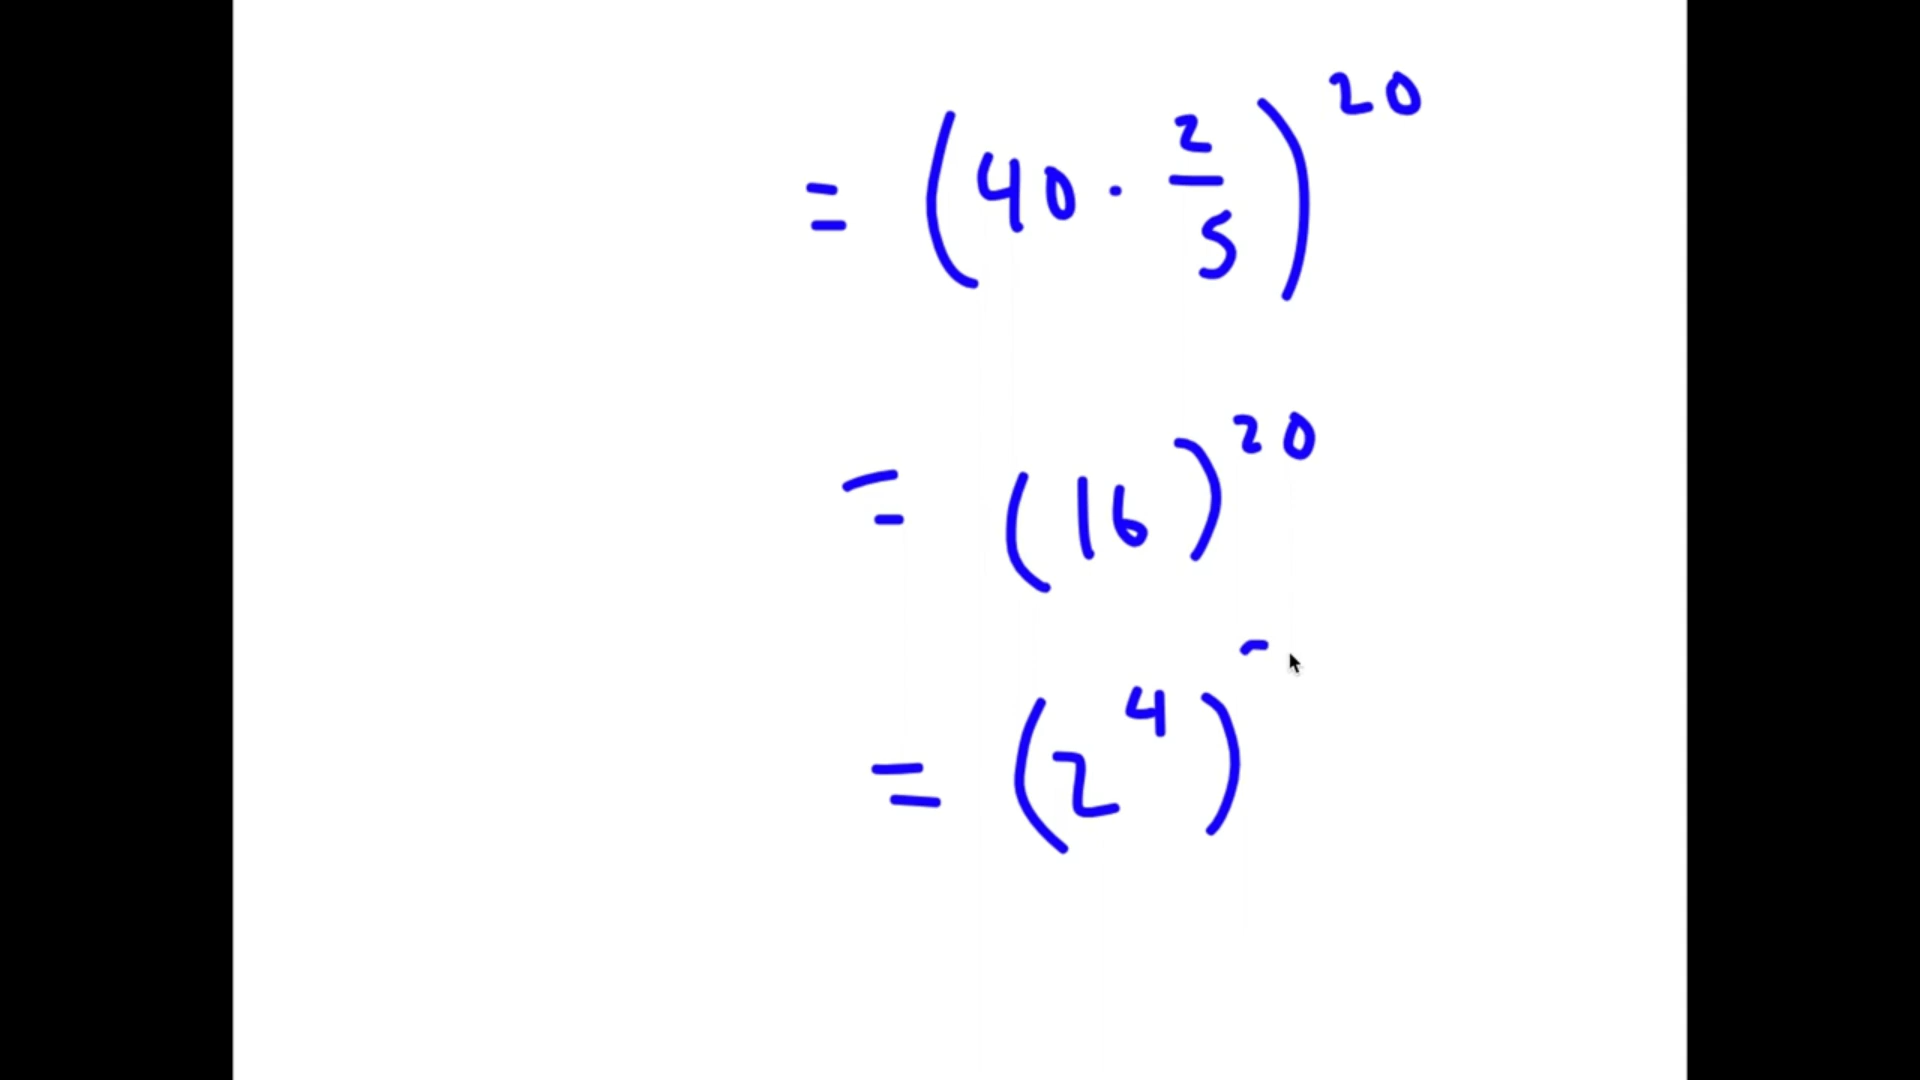 = (40 · 2/5)^20
= (16)^20
= (2^4)